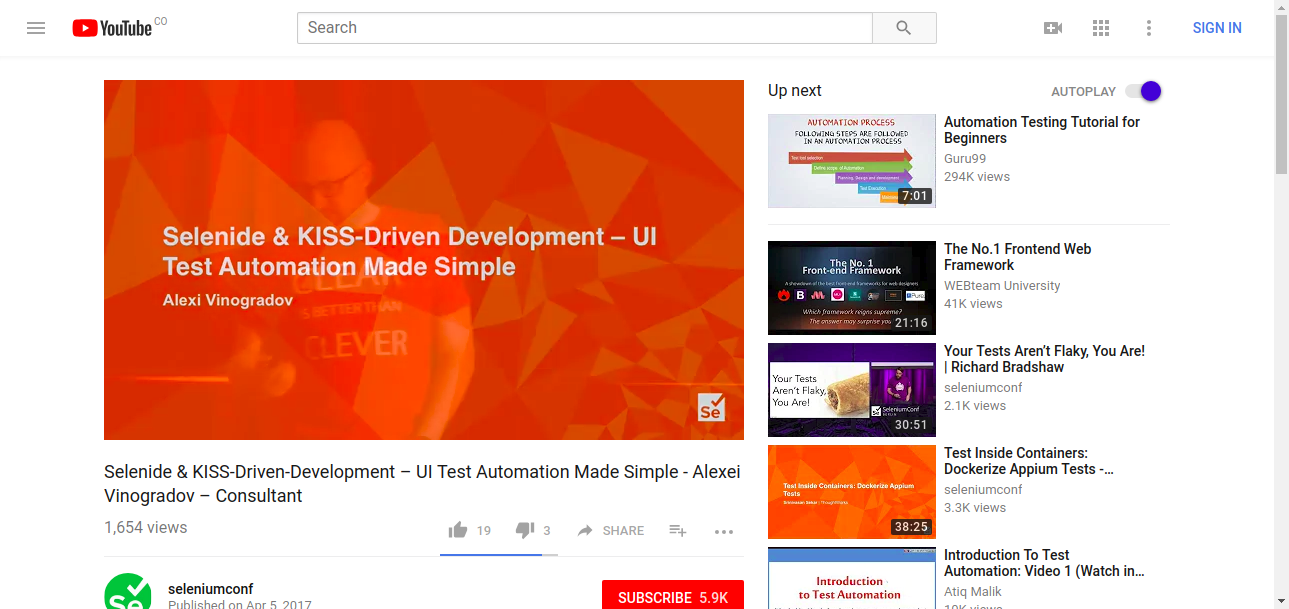 YouTube CO
Search
SIGN IN
Selenide & KISS-Driven Development – UI
Test Automation Made Simple
Alexi Vinogradov
CLEAR
IS BETTER THAN
CLEVER
Se
Selenide & KISS-Driven-Development – UI Test Automation Made Simple - Alexei
Vinogradov – Consultant
1,654 views
19
3
SHARE
Se
seleniumconf
Published on Apr 5, 2017
SUBSCRIBE 5.9K
Up next
AUTOPLAY
AUTOMATION PROCESS
FOLLOWING STEPS ARE FOLLOWED
IN AN AUTOMATION PROCESS
Test tool selection
Define scope of Automation
Planning, Design and development
Test Execution
7:01
Automation Testing Tutorial for
Beginners
Guru99
294K views
The No. 1
Front-end Framework
A showdown of the best front-end frameworks for web designers
Which framework reigns supreme?
The answer may surprise you
21:16
The No.1 Frontend Web
Framework
WEBteam University
41K views
Your Tests
Aren't Flaky,
You Are!
SeleniumConf
30:51
Your Tests Aren’t Flaky, You Are!
| Richard Bradshaw
seleniumconf
2.1K views
Test Inside Containers: Dockerize Appium
Tests
38:25
Test Inside Containers:
Dockerize Appium Tests -...
seleniumconf
3.3K views
Introduction
to Test Automation
Introduction To Test
Automation: Video 1 (Watch in...
Atiq Malik
10K views